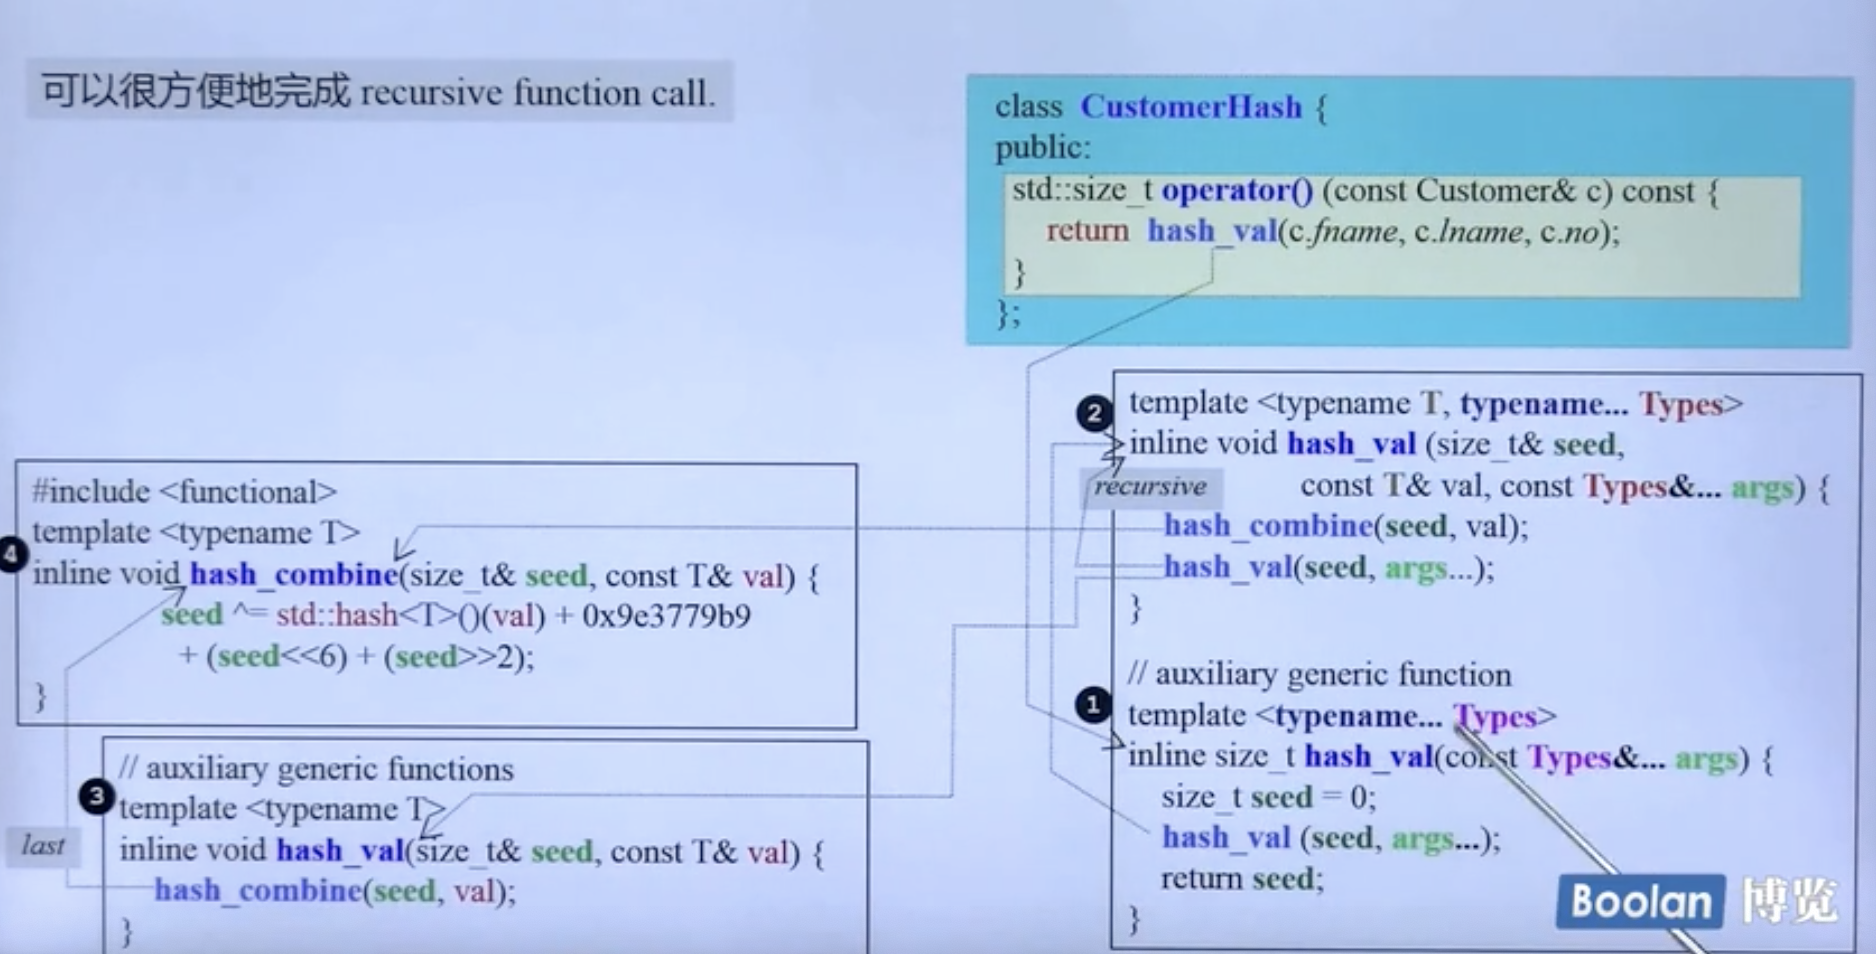 可以很方便地完成 recursive function call.
class CustomerHash {
public:
std::size_t operator() (const Customer& c) const {
return hash_val(c.fname, c.lname, c.no);
}
};
2
template <typename T, typename... Types>
inline void hash_val (size_t& seed,
recursive
const T& val, const Types&... args) {
hash_combine(seed, val);
hash_val(seed, args...);
}
1
// auxiliary generic function
template <typename... Types>
inline size_t hash_val(const Types&... args) {
size_t seed = 0;
hash_val (seed, args...);
return seed;
}
4
#include <functional>
template <typename T>
inline void hash_combine(size_t& seed, const T& val) {
seed ^= std::hash<T>()(val) + 0x9e3779b9
+ (seed<<6) + (seed>>2);
}
3
// auxiliary generic functions
template <typename T>
last
inline void hash_val(size_t& seed, const T& val) {
hash_combine(seed, val);
}
Boolan 博览